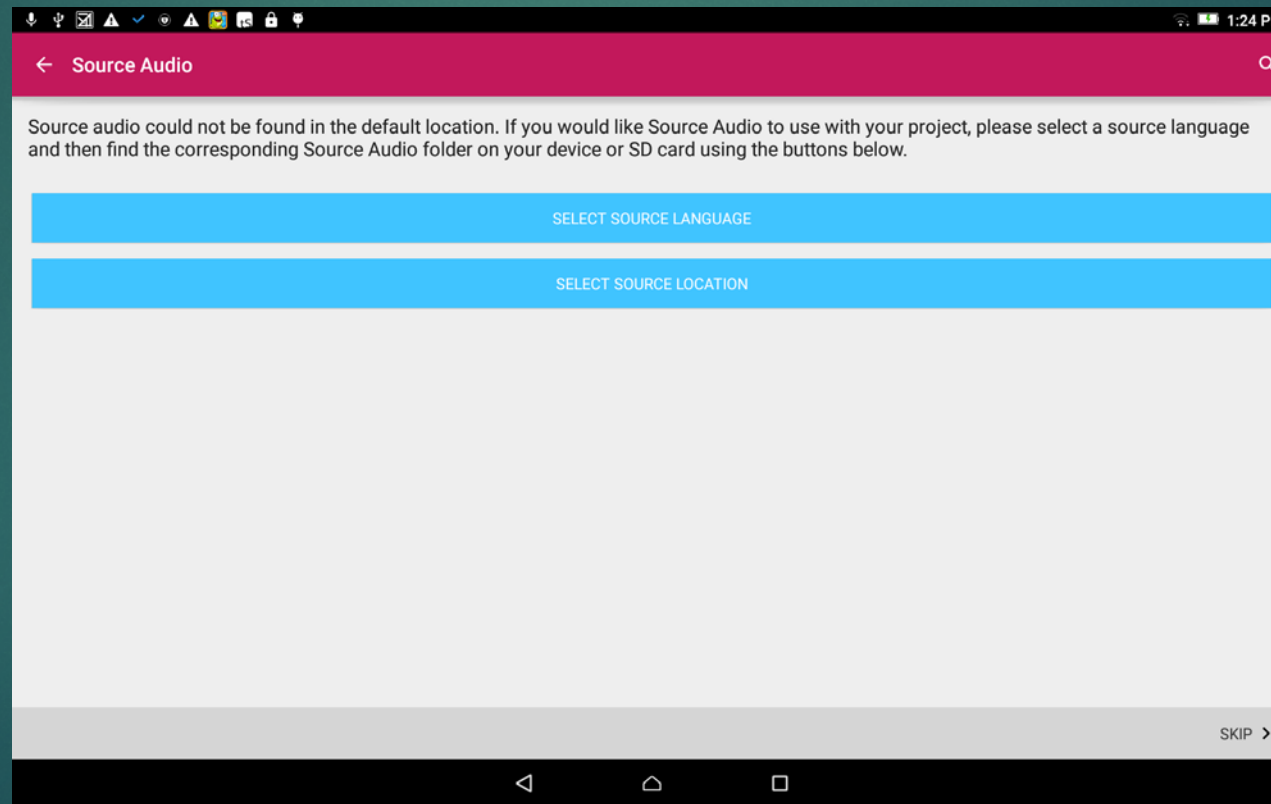 1:24 P
Source Audio
Source audio could not be found in the default location. If you would like Source Audio to use with your project, please select a source language
and then find the corresponding Source Audio folder on your device or SD card using the buttons below.
SELECT SOURCE LANGUAGE
SELECT SOURCE LOCATION
SKIP